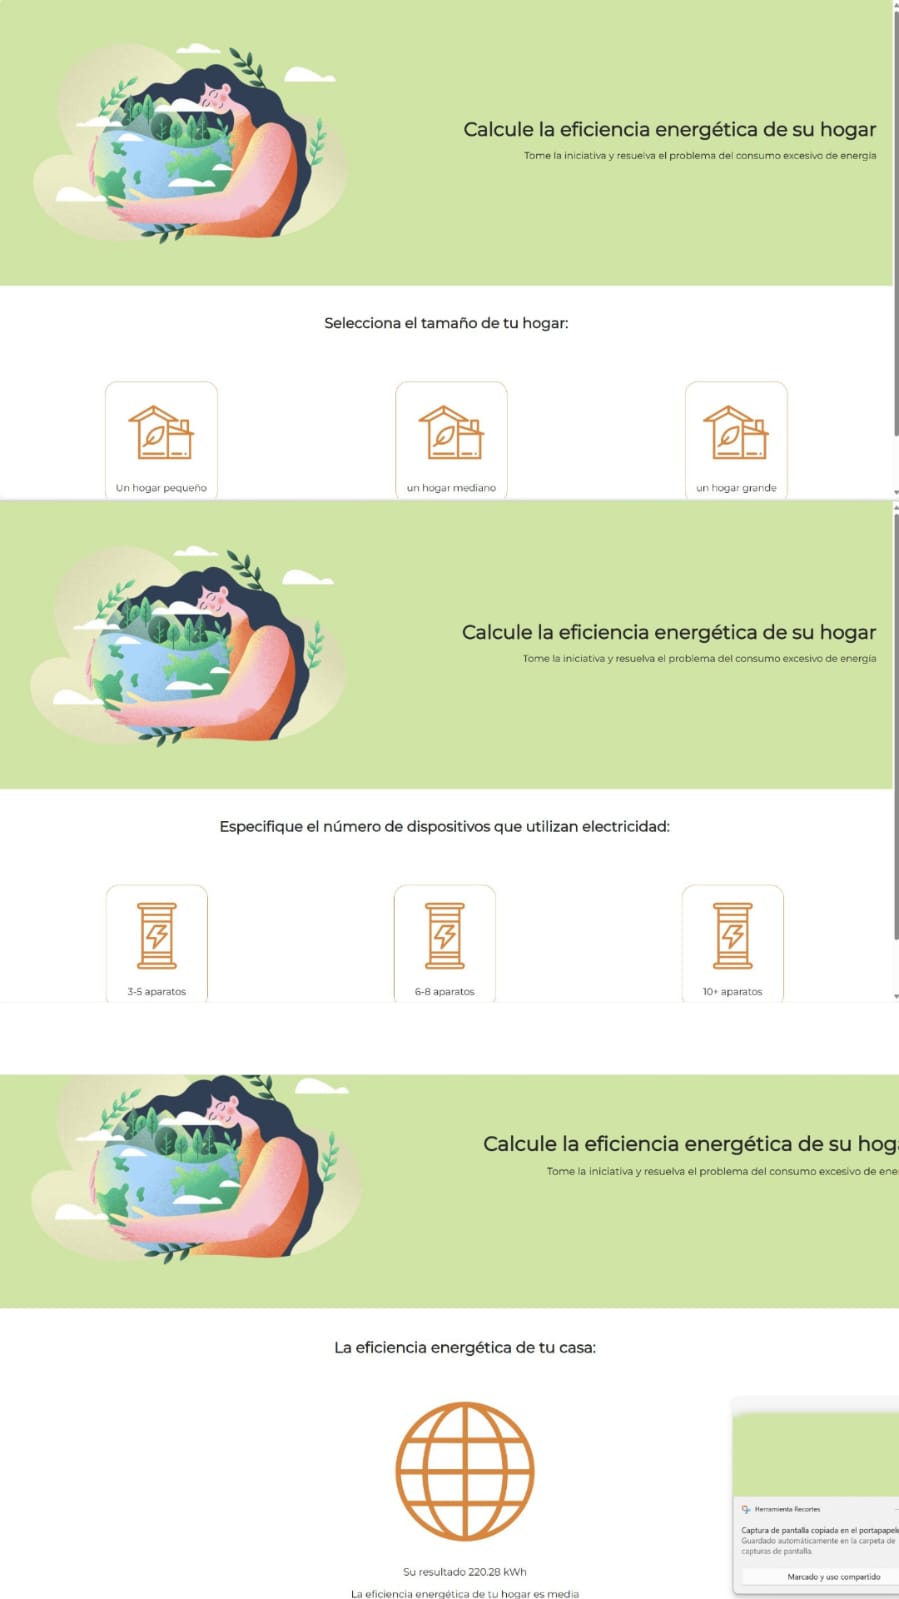 Calcule la eficiencia energética de su hogar
Tome la iniciativa y resuelva el problema del consumo excesivo de energía
Selecciona el tamaño de tu hogar:
Un hogar pequeño
un hogar mediano
un hogar grande
Calcule la eficiencia energética de su hogar
Tome la iniciativa y resuelva el problema del consumo excesivo de energía
Especifique el número de dispositivos que utilizan electricidad:
3-5 aparatos
6-8 aparatos
10+ aparatos
Calcule la eficiencia energética de su hoga
Tome la iniciativa y resuelva el problema del consumo excesivo de ene
La eficiencia energética de tu casa:
Su resultado 220.28 kWh
La eficiencia energética de tu hogar es media
Herramienta Recortes
Captura de pantalla copiada en el portapapele
Guardado automáticamente en la carpeta de
capturas de pantalla.
Marcado y uso compartido